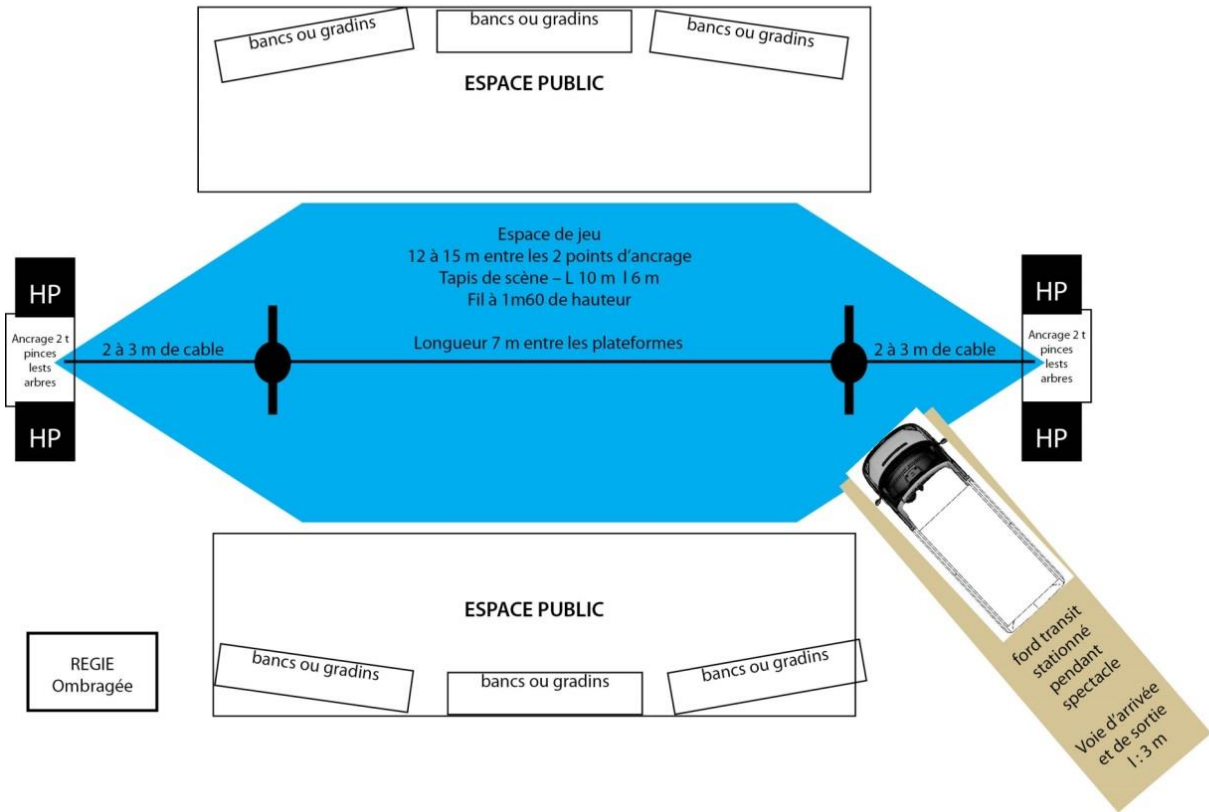 bancs ou gradins
bancs ou gradins
bancs ou gradins
ESPACE PUBLIC
Espace de jeu
12 à 15 m entre les 2 points d’ancrage
Tapis de scène – L 10 m l 6 m
Fil à 1m60 de hauteur
HP
Ancrage 2 t
pinces
lests
arbres
HP
2 à 3 m de cable
Longueur 7 m entre les plateformes
2 à 3 m de cable
HP
Ancrage 2 t
pinces
lests
arbres
HP
ESPACE PUBLIC
bancs ou gradins
bancs ou gradins
bancs ou gradins
REGIE
Ombragée
ford transit
stationné
pendant
spectacle
Voie d’arrivée
et de sortie
l : 3 m